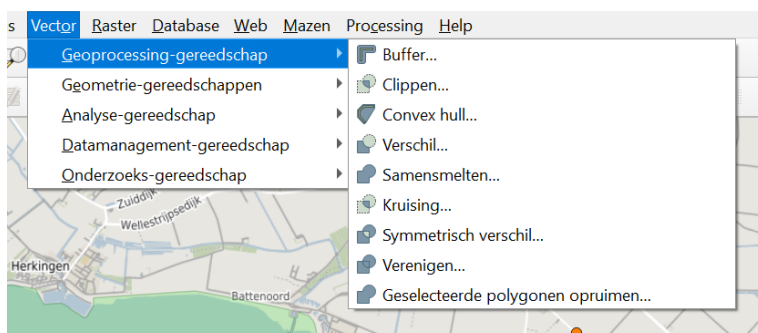 s Vector Raster Database Web Mazen Processing Help
Geoprocessing-gereedschap
Geometrie-gereedschappen
Analyse-gereedschap
Datamanagement-gereedschap
Onderzoeks-gereedschap
Buffer...
Clippen...
Convex hull...
Verschil...
Samensmelten...
Kruising...
Symmetrisch verschil...
Verenigen...
Geselecteerde polygonen opruimen...
Zuiddijk
Wellestrijpsedijk
Herkingen
Battenoord